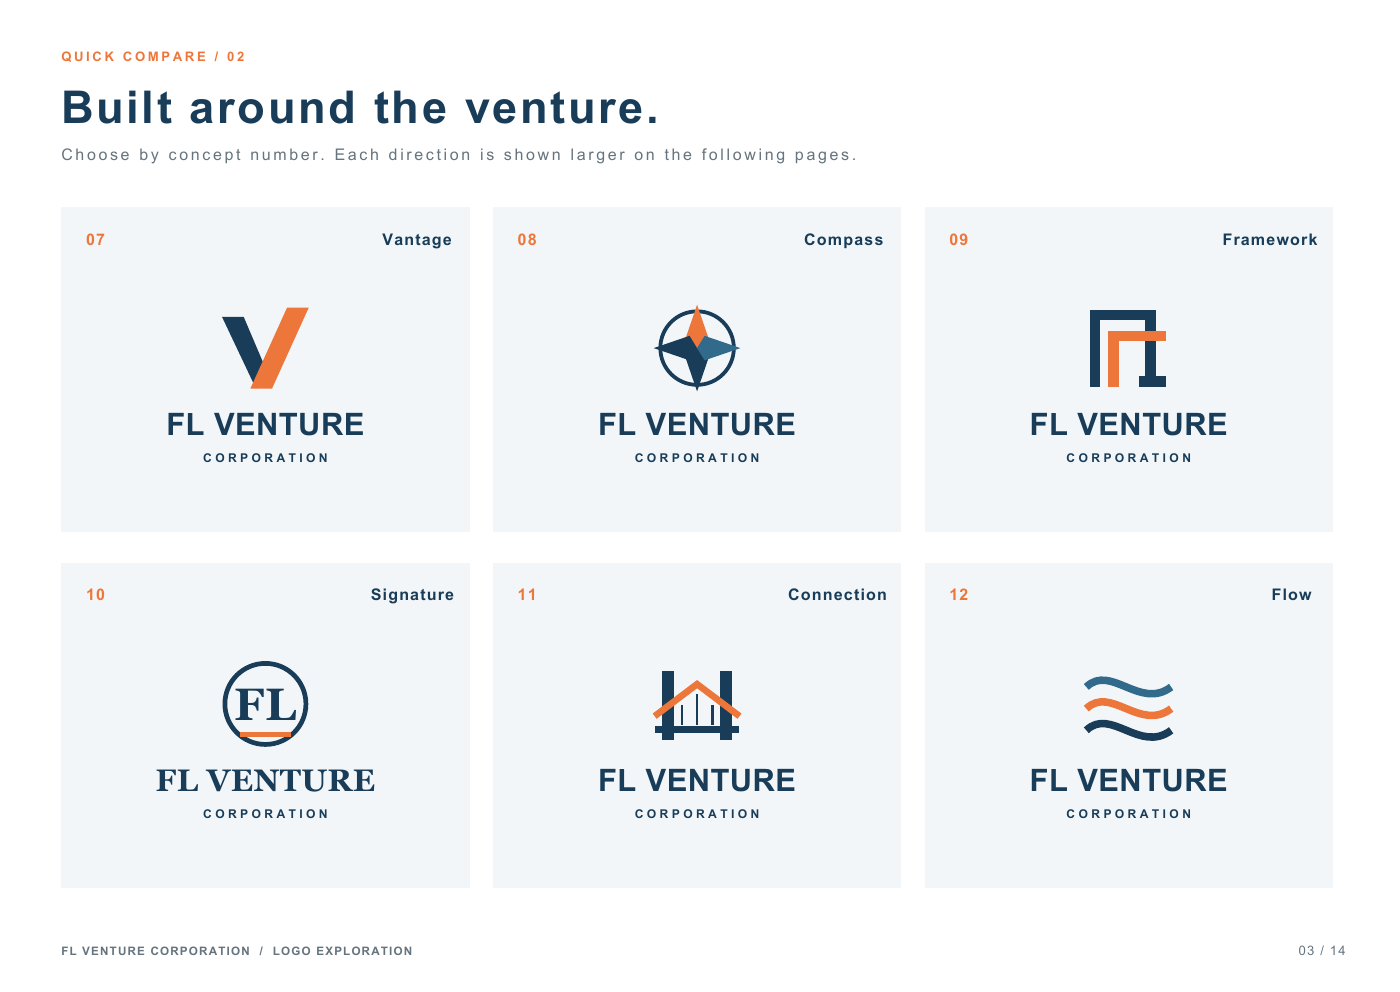 QUICK COMPARE / 02
Built around the venture.
Choose by concept number. Each direction is shown larger on the following pages.
07 Vantage
FL VENTURE
CORPORATION
08 Compass
FL VENTURE
CORPORATION
09 Framework
FL VENTURE
CORPORATION
10 Signature
FL
FL VENTURE
CORPORATION
11 Connection
FL VENTURE
CORPORATION
12 Flow
FL VENTURE
CORPORATION
FL VENTURE CORPORATION / LOGO EXPLORATION
03 / 14